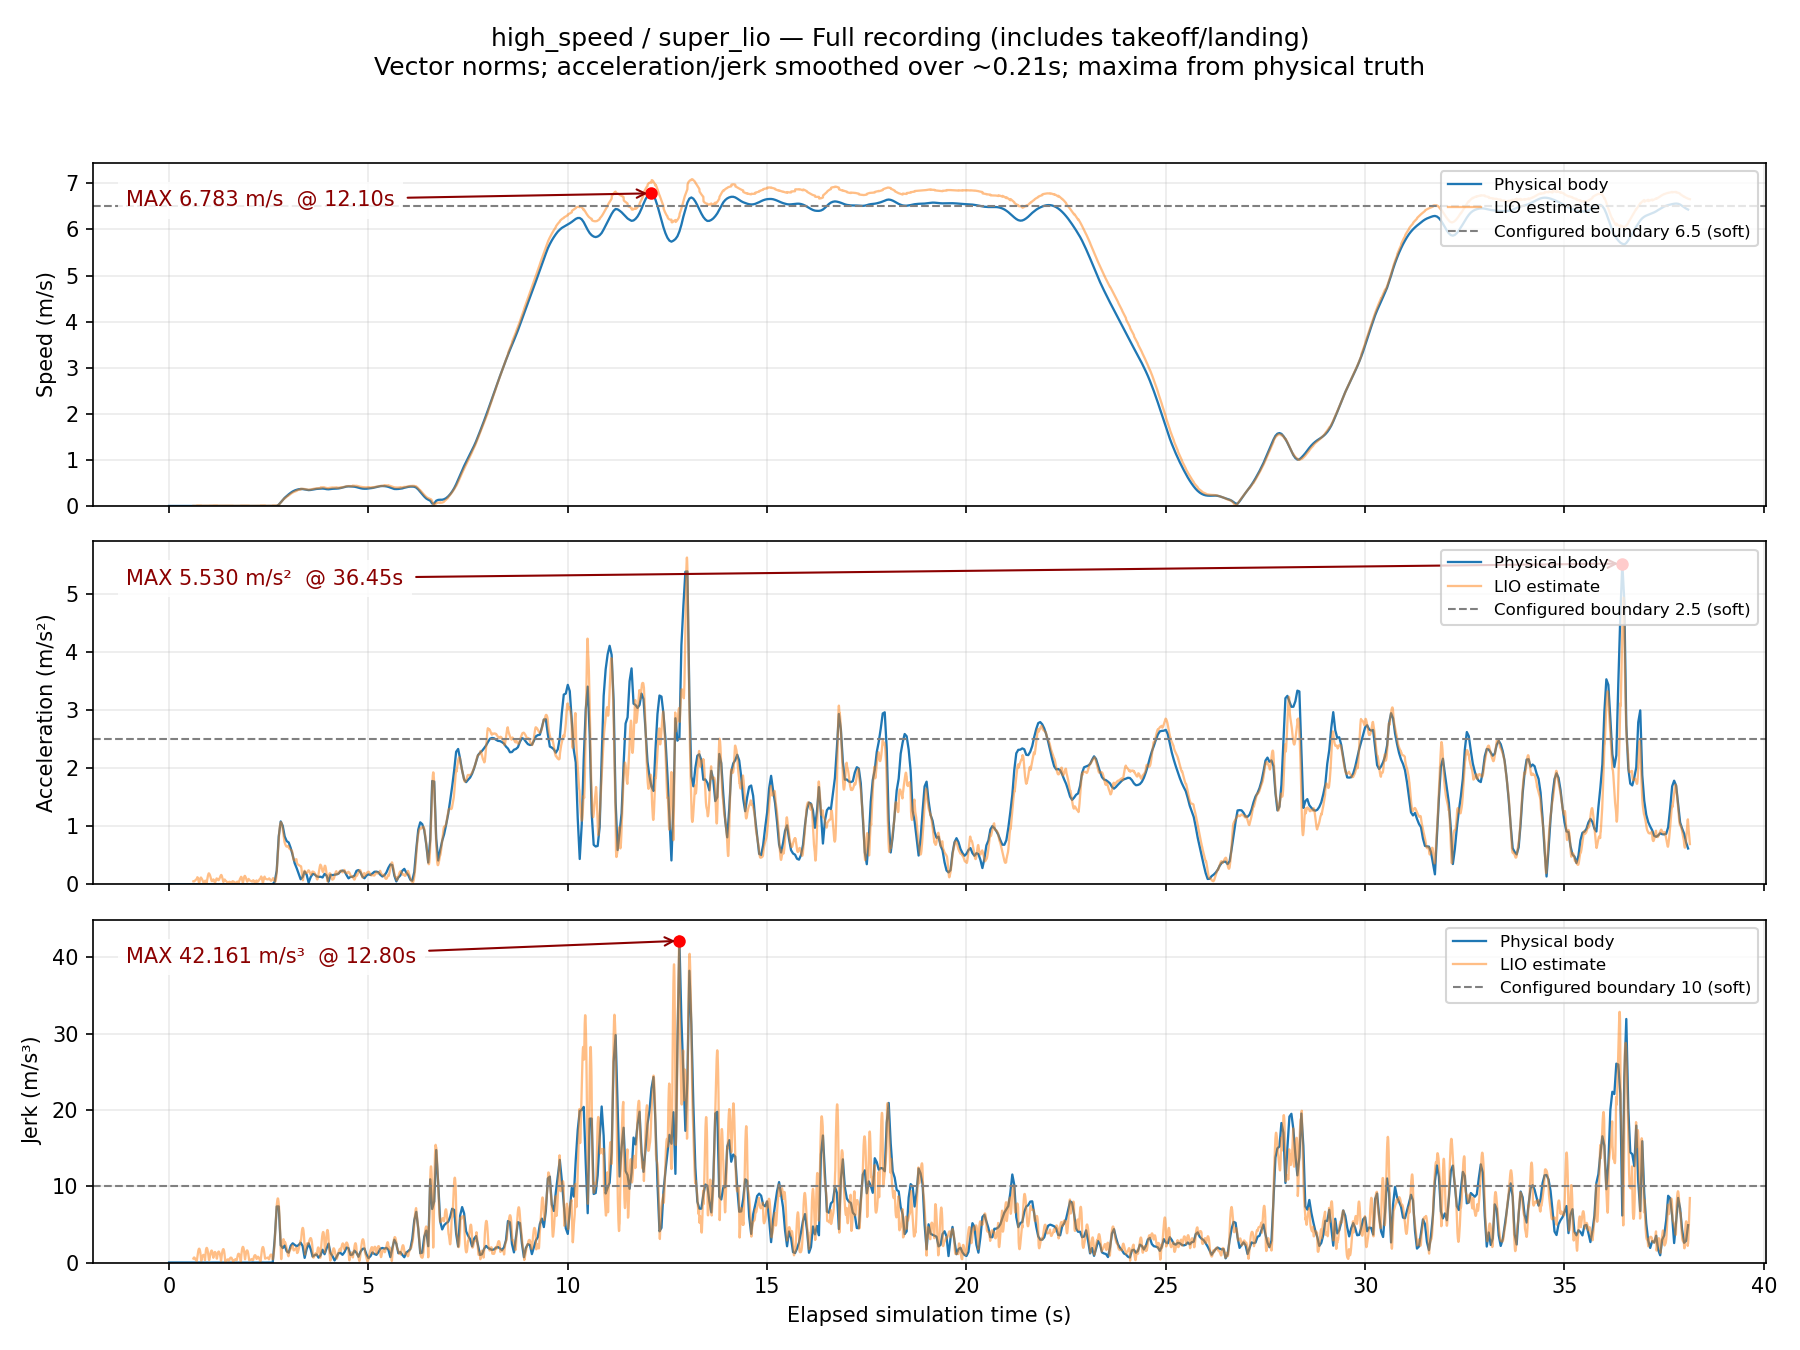 high_speed / super_lio — Full recording (includes takeoff/landing)
Vector norms; acceleration/jerk smoothed over ~0.21s; maxima from physical truth
Speed (m/s)
7
6
5
4
3
2
1
0
MAX 6.783 m/s  @ 12.10s
Physical body
LIO estimate
Configured boundary 6.5 (soft)
Acceleration (m/s²)
5
4
3
2
1
0
MAX 5.530 m/s²  @ 36.45s
Physical body
LIO estimate
Configured boundary 2.5 (soft)
Jerk (m/s³)
40
30
20
10
0
MAX 42.161 m/s³  @ 12.80s
Physical body
LIO estimate
Configured boundary 10 (soft)
0 5 10 15 20 25 30 35 40
Elapsed simulation time (s)